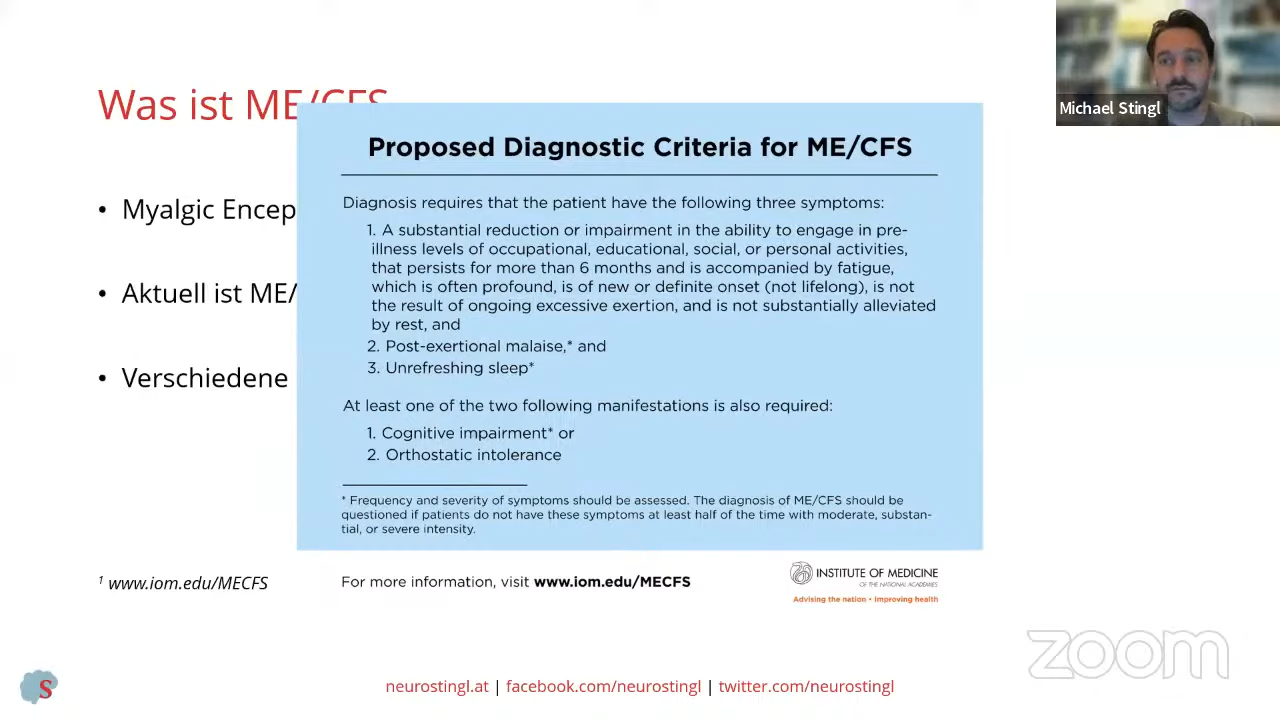 Was ist ME/CFS
Michael Stingl
Proposed Diagnostic Criteria for ME/CFS
• Myalgic Encep
• Aktuell ist ME/
• Verschiedene
Diagnosis requires that the patient have the following three symptoms:
1. A substantial reduction or impairment in the ability to engage in pre-
illness levels of occupational, educational, social, or personal activities,
that persists for more than 6 months and is accompanied by fatigue,
which is often profound, is of new or definite onset (not lifelong), is not
the result of ongoing excessive exertion, and is not substantially alleviated
by rest, and
2. Post-exertional malaise,* and
3. Unrefreshing sleep*
At least one of the two following manifestations is also required:
1. Cognitive impairment* or
2. Orthostatic intolerance
* Frequency and severity of symptoms should be assessed. The diagnosis of ME/CFS should be
questioned if patients do not have these symptoms at least half of the time with moderate, substan-
tial, or severe intensity.
1 www.iom.edu/MECFS
For more information, visit www.iom.edu/MECFS
INSTITUTE OF MEDICINE
OF THE NATIONAL ACADEMIES
Advising the nation • Improving health
zoom
S
neurostingl.at | facebook.com/neurostingl | twitter.com/neurostingl